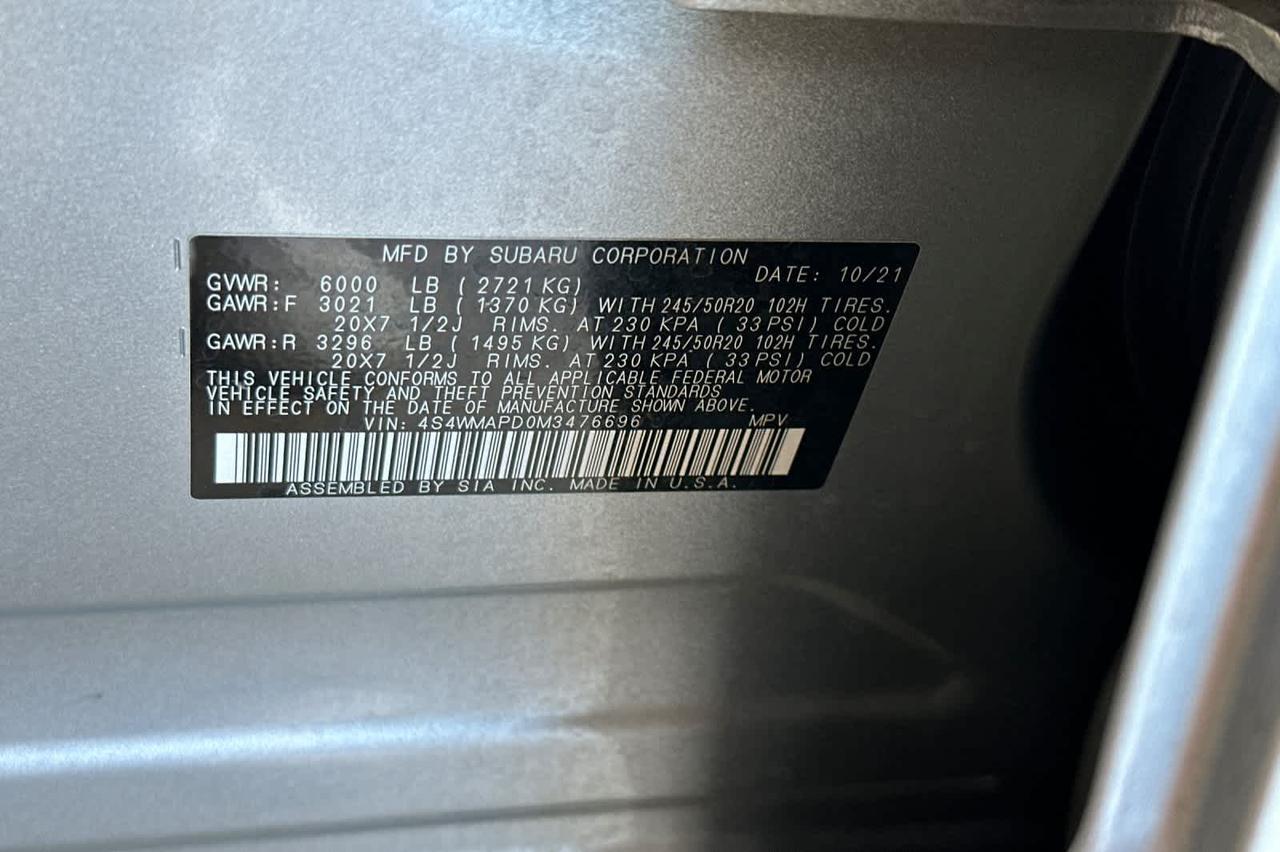 MFD BY SUBARU CORPORATION
DATE: 10/21
GVWR: 6000 LB ( 2721 KG)
GAWR:F 3021 LB ( 1370 KG) WITH 245/50R20 102H TIRES.
20X7 1/2J RIMS. AT 230 KPA ( 33 PSI) COLD
GAWR:R 3296 LB ( 1495 KG) WITH 245/50R20 102H TIRES.
20X7 1/2J RIMS. AT 230 KPA ( 33 PSI) COLD
THIS VEHICLE CONFORMS TO ALL APPLICABLE FEDERAL MOTOR
VEHICLE SAFETY AND THEFT PREVENTION STANDARDS
IN EFFECT ON THE DATE OF MANUFACTURE SHOWN ABOVE.
VIN: 4S4WMAPD0M3476696 MPV
ASSEMBLED BY SIA INC. MADE IN U.S.A.